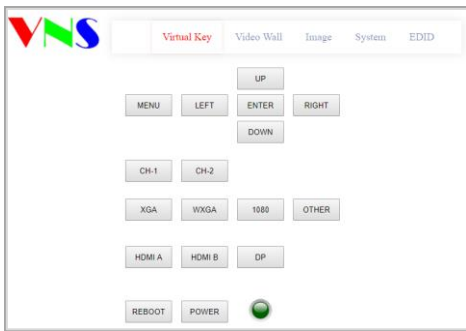 VNS
Virtual Key Video Wall Image System EDID
UP
MENU LEFT ENTER RIGHT
DOWN
CH-1 CH-2
XGA WXGA 1080 OTHER
HDMI A HDMI B DP
REBOOT POWER